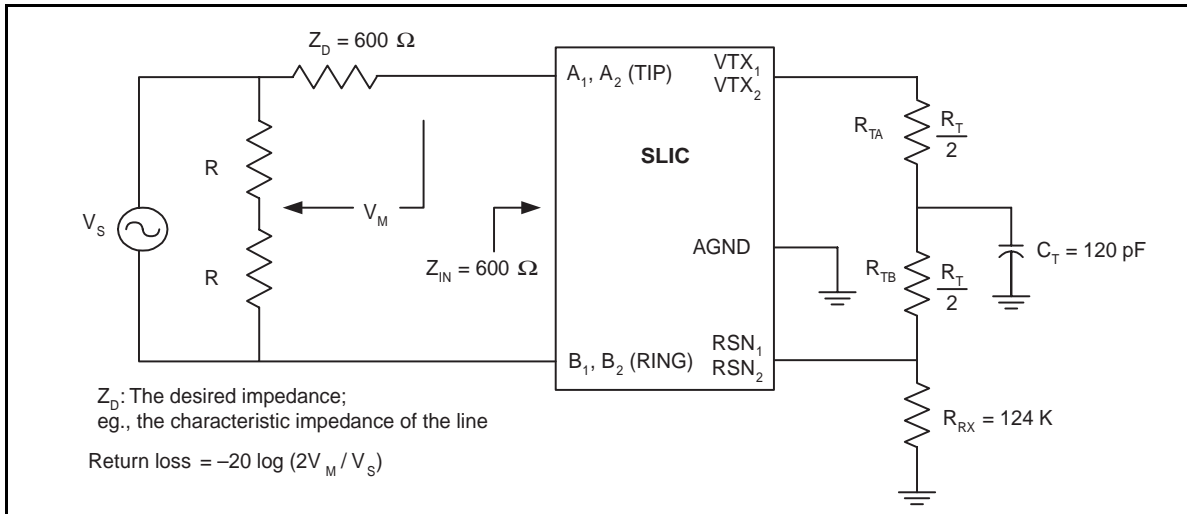 Z_D = 600 Ω
A₁, A₂ (TIP)
VTX₁
VTX₂
R_TA
R_T
2
SLIC
R
V_M
V_S
Z_IN = 600 Ω
AGND
C_T = 120 pF
R
R_TB
R_T
2
RSN₁
B₁, B₂ (RING)
RSN₂
Z_D: The desired impedance;
eg., the characteristic impedance of the line
R_RX = 124 K
Return loss = –20 log (2V_M / V_S)